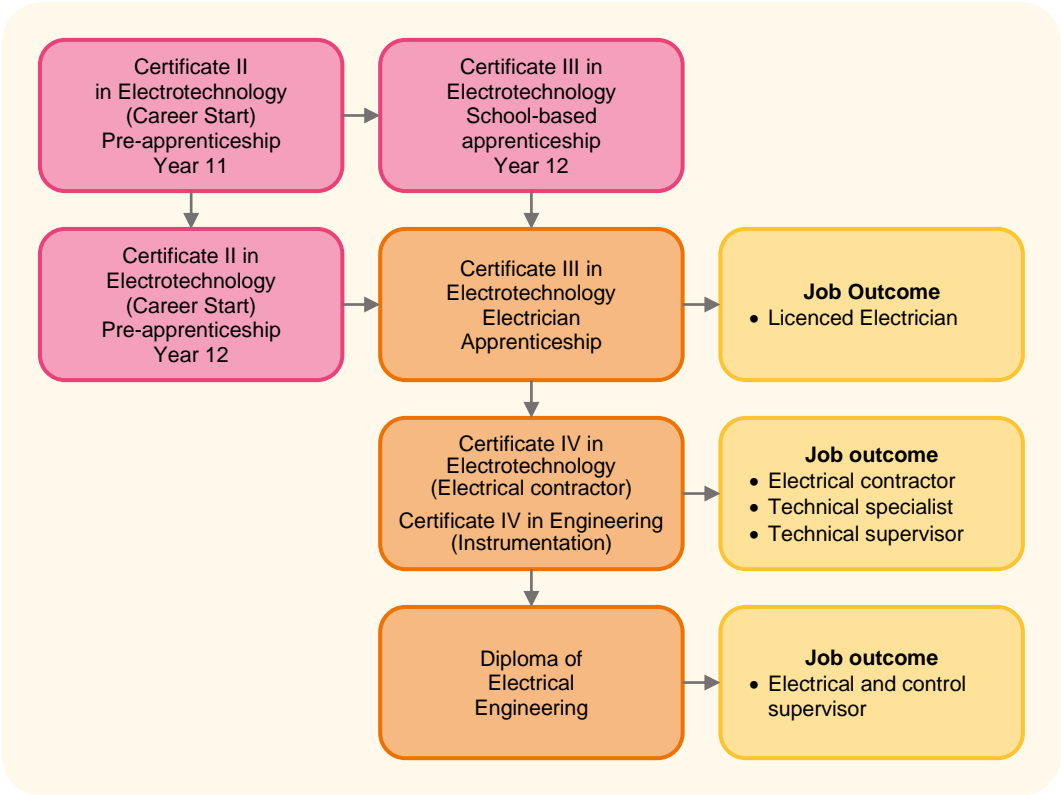 Certificate II
in Electrotechnology
(Career Start)
Pre-apprenticeship
Year 11
Certificate III in
Electrotechnology
School-based
apprenticeship
Year 12
Certificate II in
Electrotechnology
(Career Start)
Pre-apprenticeship
Year 12
Certificate III in
Electrotechnology
Electrician
Apprenticeship
Job Outcome
• Licenced Electrician
Certificate IV in
Electrotechnology
(Electrical contractor)
Certificate IV in Engineering
(Instrumentation)
Job outcome
• Electrical contractor
• Technical specialist
• Technical supervisor
Diploma of
Electrical
Engineering
Job outcome
• Electrical and control
supervisor